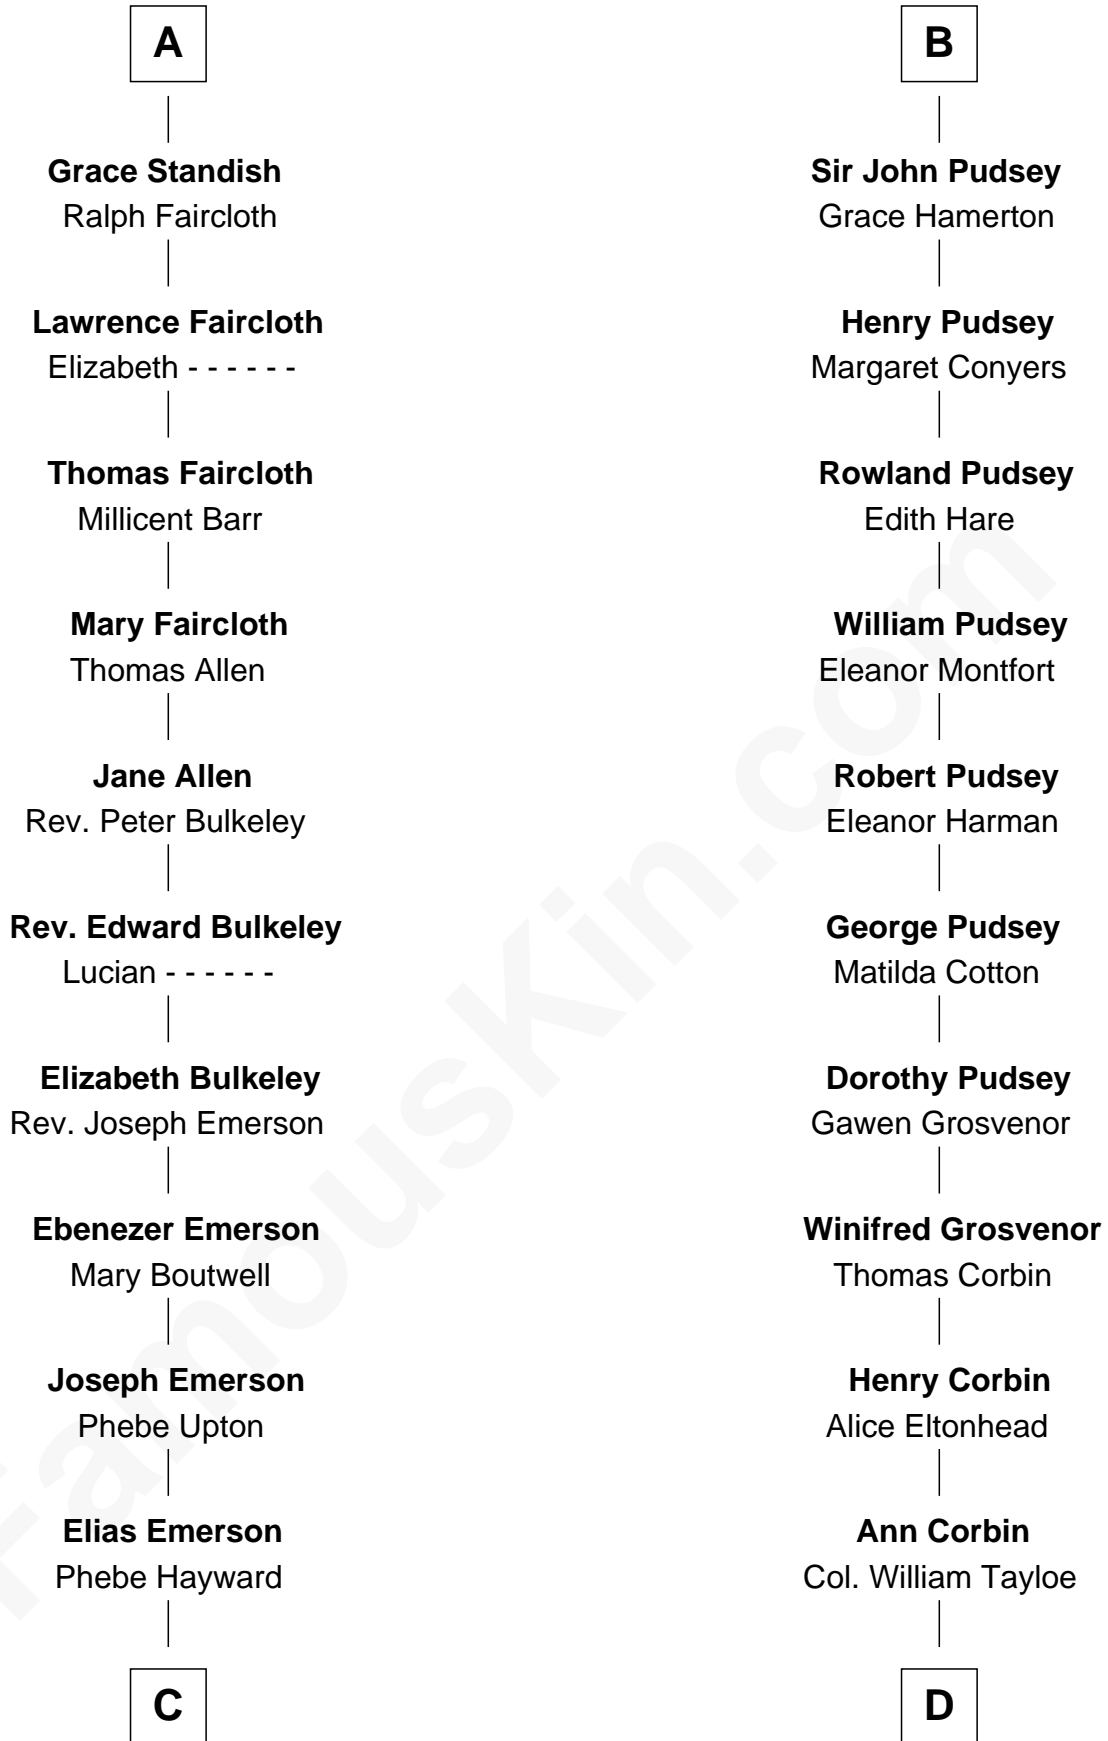 A
Grace Standish
Ralph Faircloth
Lawrence Faircloth
Elizabeth - - - - - -
Thomas Faircloth
Millicent Barr
Mary Faircloth
Thomas Allen
Jane Allen
Rev. Peter Bulkeley
Rev. Edward Bulkeley
Lucian - - - - - -
Elizabeth Bulkeley
Rev. Joseph Emerson
Ebenezer Emerson
Mary Boutwell
Joseph Emerson
Phebe Upton
Elias Emerson
Phebe Hayward
C
B
Sir John Pudsey
Grace Hamerton
Henry Pudsey
Margaret Conyers
Rowland Pudsey
Edith Hare
William Pudsey
Eleanor Montfort
Robert Pudsey
Eleanor Harman
George Pudsey
Matilda Cotton
Dorothy Pudsey
Gawen Grosvenor
Winifred Grosvenor
Thomas Corbin
Henry Corbin
Alice Eltonhead
Ann Corbin
Col. William Tayloe
D
FamousKin.com